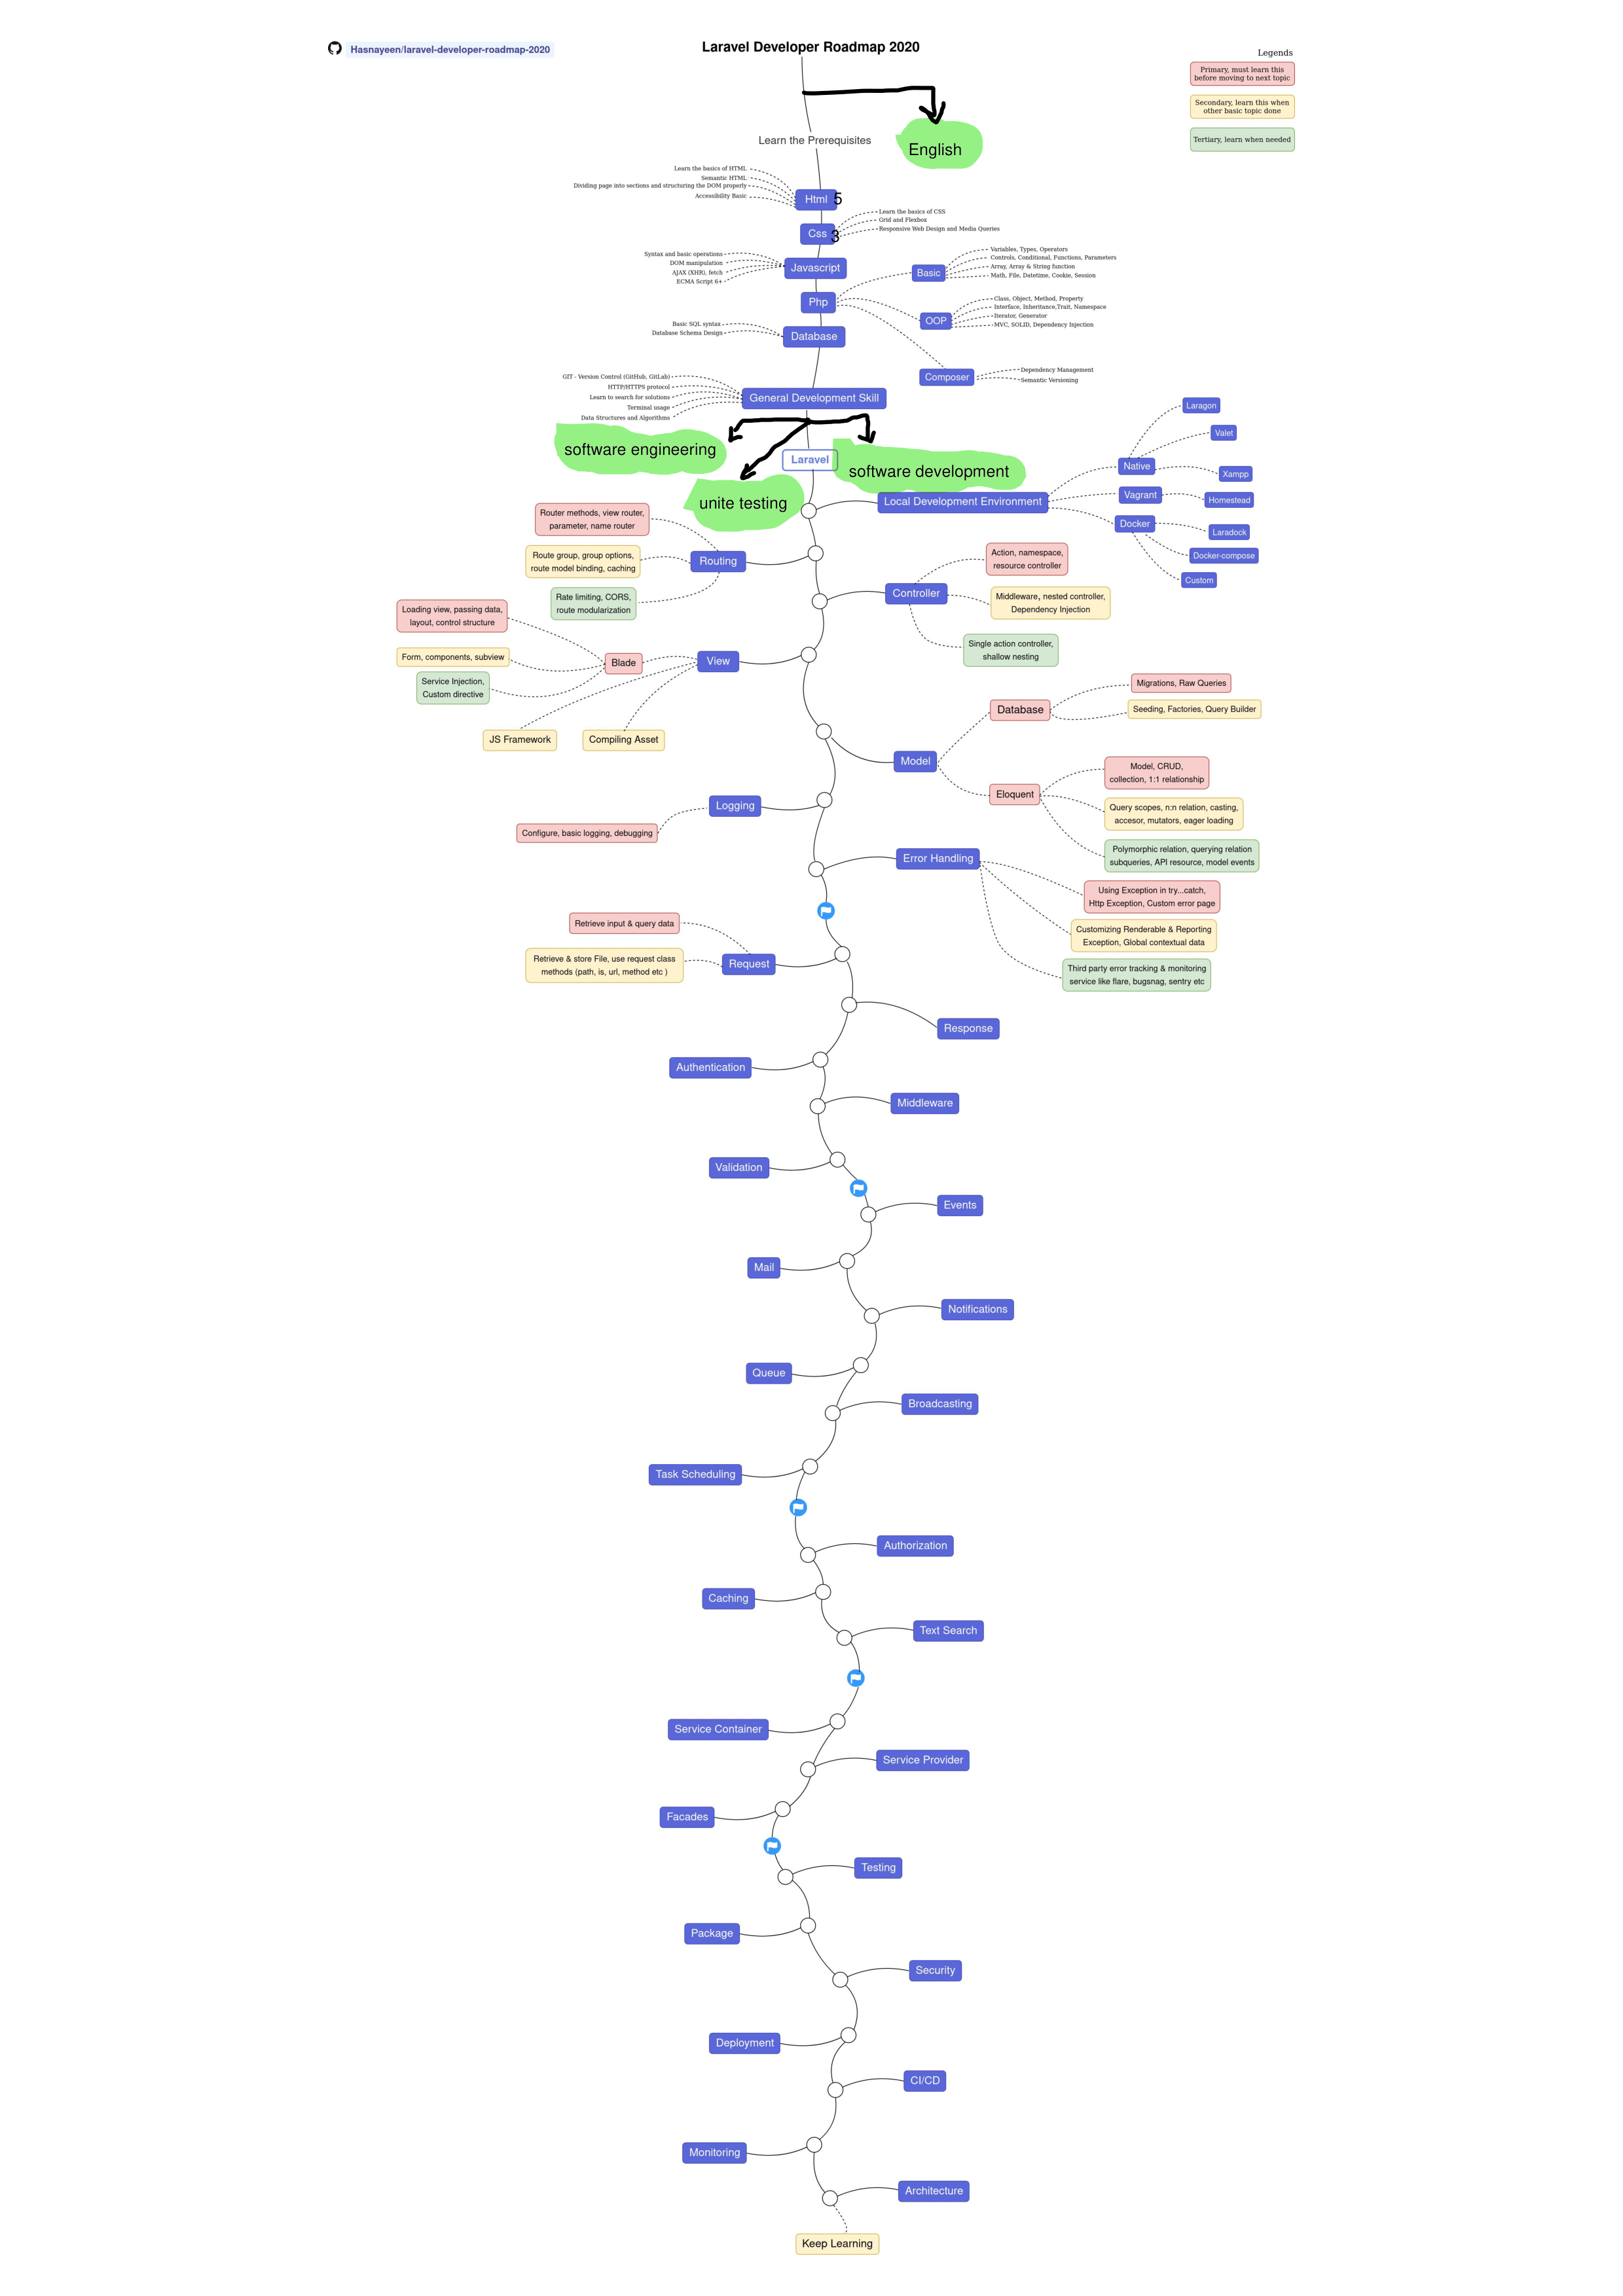 Hasnayeen/laravel-developer-roadmap-2020
Laravel Developer Roadmap 2020
Legends
Primary, must learn this
before moving to next topic
Secondary, learn this when
other basic topic done
Tertiary, learn when needed
English
Learn the Prerequisites
Learn the basics of HTML
Semantic HTML
Dividing page into sections and structuring the DOM properly
Accessibility Basic
Html 5
Css 3
Learn the basics of CSS
Grid and Flexbox
Responsive Web Design and Media Queries
Syntax and basic operations
DOM manipulation
AJAX (XHR), fetch
ECMA Script 6+
Javascript
Php
Basic
Variables, Types, Operators
Controls, Conditional, Functions, Parameters
Array, Array & String function
Math, File, Datetime, Cookie, Session
OOP
Class, Object, Method, Property
Interface, Inheritance,Trait, Namespace
Iterator, Generator
MVC, SOLID, Dependency Injection
Composer
Dependency Management
Semantic Versioning
Basic SQL syntax
Database Schema Design
Database
GIT - Version Control (GitHub, GitLab)
HTTP/HTTPS protocol
Learn to search for solutions
Terminal usage
Data Structures and Algorithms
General Development Skill
software engineering
unite testing
software development
Laravel
Local Development Environment
Native
Laragon
Valet
Xampp
Vagrant
Homestead
Docker
Laradock
Docker-compose
Custom
Router methods, view router,
parameter, name router
Route group, group options,
route model binding, caching
Rate limiting, CORS,
route modularization
Routing
Controller
Action, namespace,
resource controller
Middleware, nested controller,
Dependency Injection
Single action controller,
shallow nesting
Loading view, passing data,
layout, control structure
Form, components, subview
Service Injection,
Custom directive
Blade
View
JS Framework
Compiling Asset
Model
Database
Migrations, Raw Queries
Seeding, Factories, Query Builder
Eloquent
Model, CRUD,
collection, 1:1 relationship
Query scopes, n:n relation, casting,
accesor, mutators, eager loading
Polymorphic relation, querying relation
subqueries, API resource, model events
Logging
Configure, basic logging, debugging
Error Handling
Using Exception in try...catch,
Http Exception, Custom error page
Customizing Renderable & Reporting
Exception, Global contextual data
Third party error tracking & monitoring
service like flare, bugsnag, sentry etc
Retrieve input & query data
Retrieve & store File, use request class
methods (path, is, url, method etc )
Request
Response
Authentication
Middleware
Validation
Events
Mail
Notifications
Queue
Broadcasting
Task Scheduling
Authorization
Caching
Text Search
Service Container
Service Provider
Facades
Testing
Package
Security
Deployment
CI/CD
Monitoring
Architecture
Keep Learning